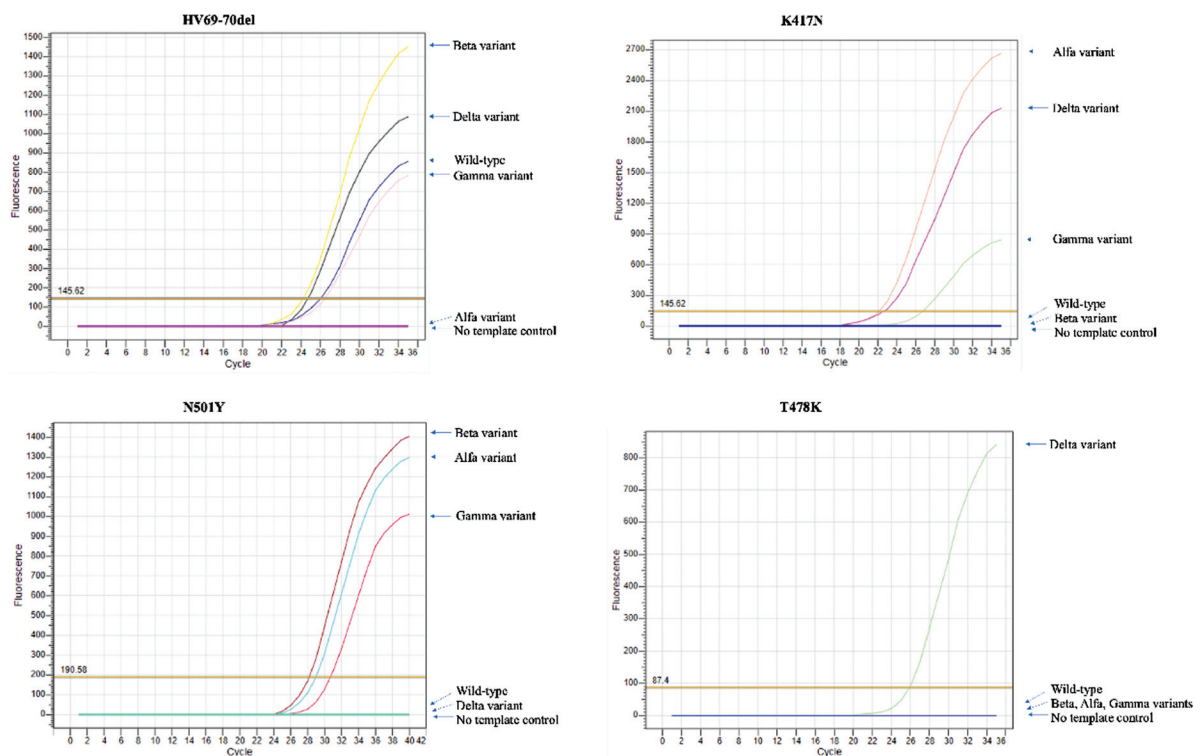 HV69-70del
1500
1400
1300
1200
1100
1000
900
800
700
600
500
400
300
200
100
0
Fluorescence
145.62
0 2 4 6 8 10 12 14 16 18 20 22 24 26 28 30 32 34 36
Cycle
Beta variant
Delta variant
Wild-type
Gamma variant
Alfa variant
No template control
K417N
2700
2400
2100
1800
1500
1200
900
600
300
0
Fluorescence
145.62
0 2 4 6 8 10 12 14 16 18 20 22 24 26 28 30 32 34 36
Cycle
Alfa variant
Delta variant
Gamma variant
Wild-type
Beta variant
No template control
N501Y
1400
1300
1200
1100
1000
900
800
700
600
500
400
300
200
100
0
Fluorescence
190.58
0 2 4 6 8 10 12 14 16 18 20 22 24 26 28 30 32 34 36 38 40 42
Cycle
Beta variant
Alfa variant
Gamma variant
Wild-type
Delta variant
No template control
T478K
800
700
600
500
400
300
200
100
0
Fluorescence
87.4
0 2 4 6 8 10 12 14 16 18 20 22 24 26 28 30 32 34 36
Cycle
Delta variant
Wild-type
Beta, Alfa, Gamma variants
No template control